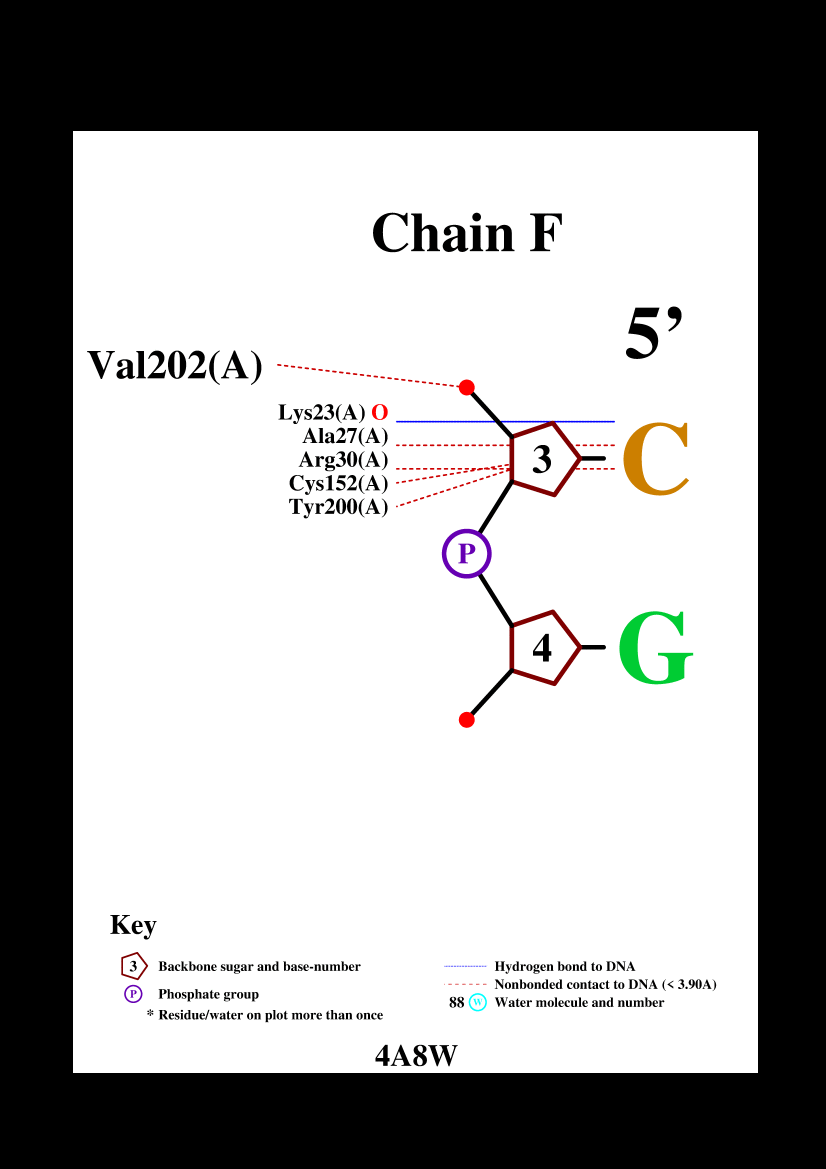 Chain F
5’
Val202(A)
Lys23(A) O
Ala27(A)
Arg30(A)
Cys152(A)
Tyr200(A)
3
C
P
4
G
Key
3 Backbone sugar and base-number
P Phosphate group
* Residue/water on plot more than once
Hydrogen bond to DNA
Nonbonded contact to DNA (< 3.90A)
88 W Water molecule and number
4A8W